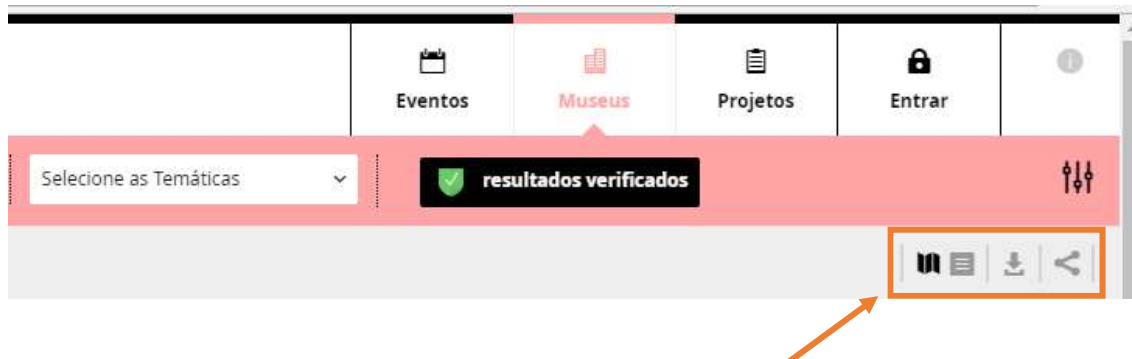 Eventos
Museus
Projetos
Entrar
Selecione as Temáticas
resultados verificados